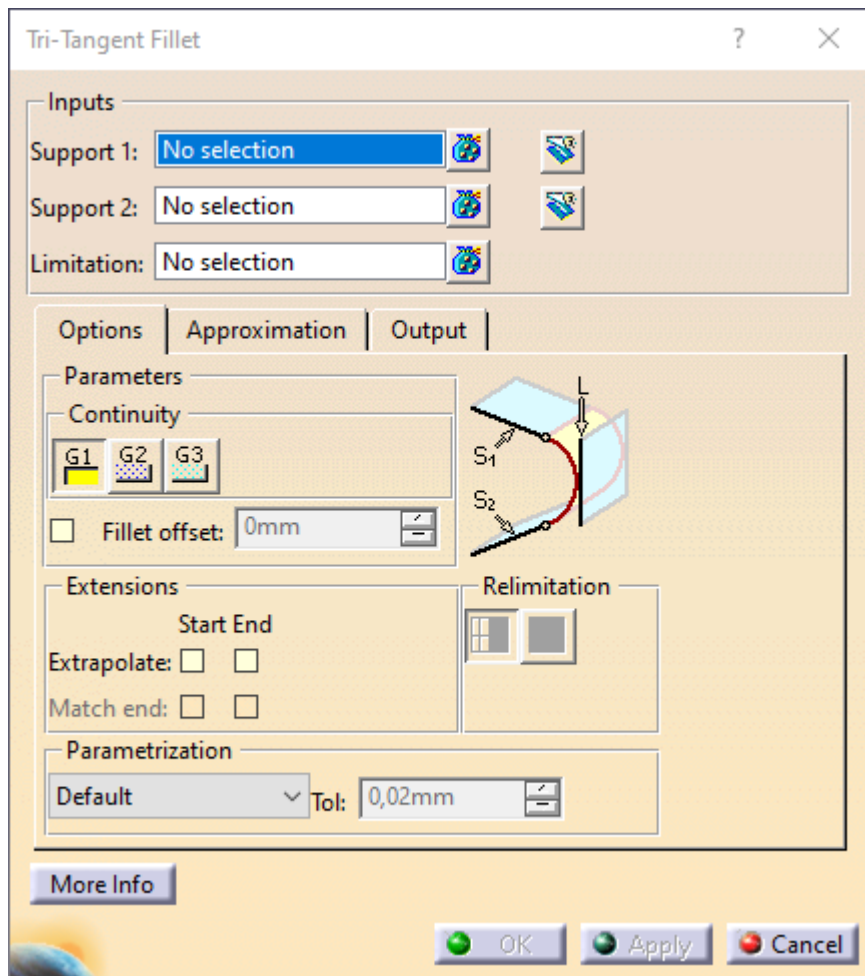 Tri-Tangent Fillet ?
Inputs
Support 1: No selection
Support 2: No selection
Limitation: No selection
Options Approximation Output
Parameters
Continuity
G1 G2 G3
Fillet offset: 0mm
L
S1
S2
Extensions
Start End
Extrapolate:
Match end:
Relimitation
Parametrization
Default Tol: 0,02mm
More Info
OK Apply Cancel